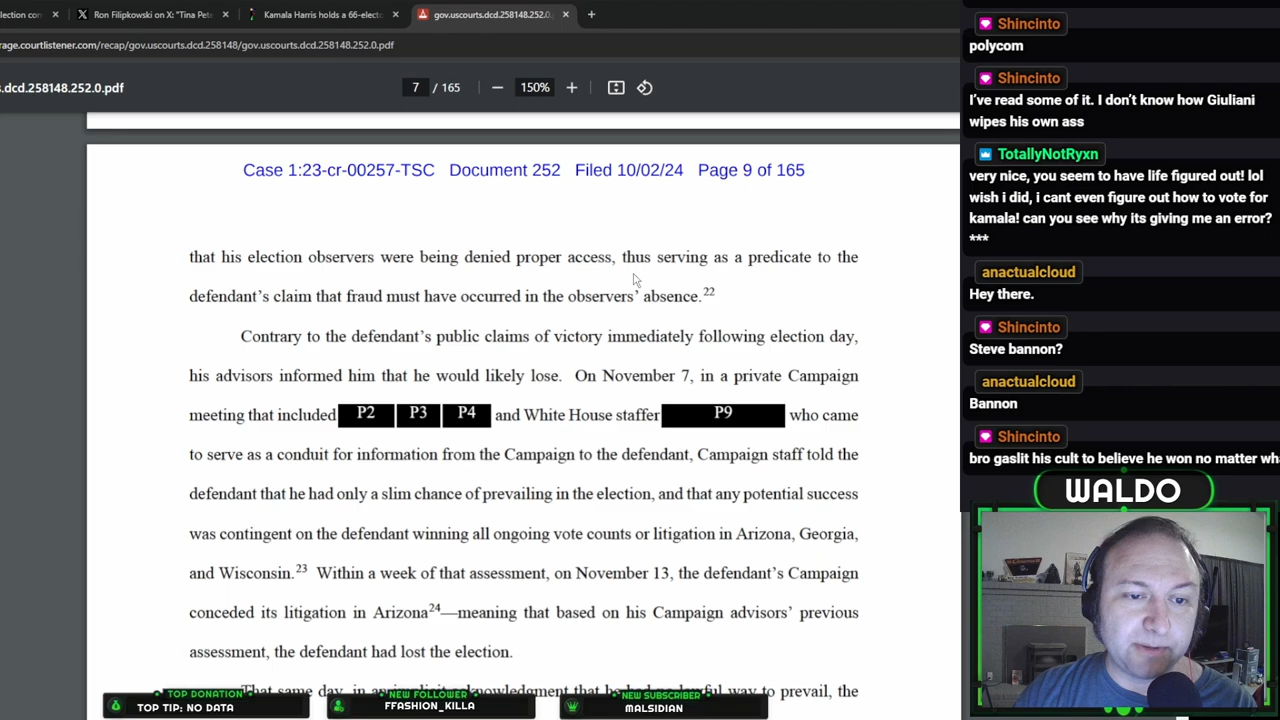 lection con
Ron Filipkowski on X: "Tina Pet
Kamala Harris holds a 66-electo
gov.uscourts.dcd.258148.252.0.
rage.courtlistener.com/recap/gov.uscourts.dcd.258148/gov.uscourts.dcd.258148.252.0.pdf
s.dcd.258148.252.0.pdf
7 / 165
150%
Case 1:23-cr-00257-TSC Document 252 Filed 10/02/24 Page 9 of 165
that his election observers were being denied proper access, thus serving as a predicate to the
defendant's claim that fraud must have occurred in the observers' absence.22
Contrary to the defendant's public claims of victory immediately following election day,
his advisors informed him that he would likely lose. On November 7, in a private Campaign
meeting that included P2 P3 P4 and White House staffer P9 who came
to serve as a conduit for information from the Campaign to the defendant, Campaign staff told the
defendant that he had only a slim chance of prevailing in the election, and that any potential success
was contingent on the defendant winning all ongoing vote counts or litigation in Arizona, Georgia,
and Wisconsin.23 Within a week of that assessment, on November 13, the defendant's Campaign
conceded its litigation in Arizona24—meaning that based on his Campaign advisors' previous
assessment, the defendant had lost the election.
That same day, in an to prevail, the
TOP DONATION
TOP TIP: NO DATA
NEW FOLLOWER
FFASHION_KILLA
NEW SUBSCRIBER
MALSIDIAN
Shincinto
polycom
Shincinto
I've read some of it. I don't know how Giuliani
wipes his own ass
TotallyNotRyxn
very nice, you seem to have life figured out! lol
wish i did, i cant even figure out how to vote for
kamala! can you see why its giving me an error?
***
anactualcloud
Hey there.
Shincinto
Steve bannon?
anactualcloud
Bannon
Shincinto
bro gaslit his cult to believe he won no matter wh
WALDO